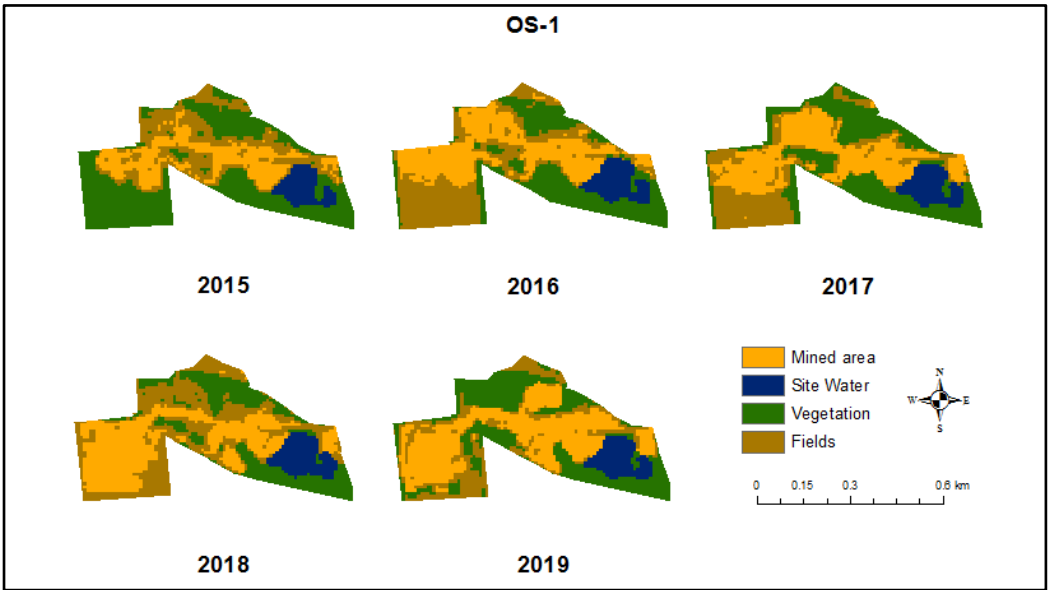 OS-1
2015
2016
2017
Mined area
Site Water
Vegetation
Fields
N
W
E
S
0 0.15 0.3 0.6 km
2018
2019